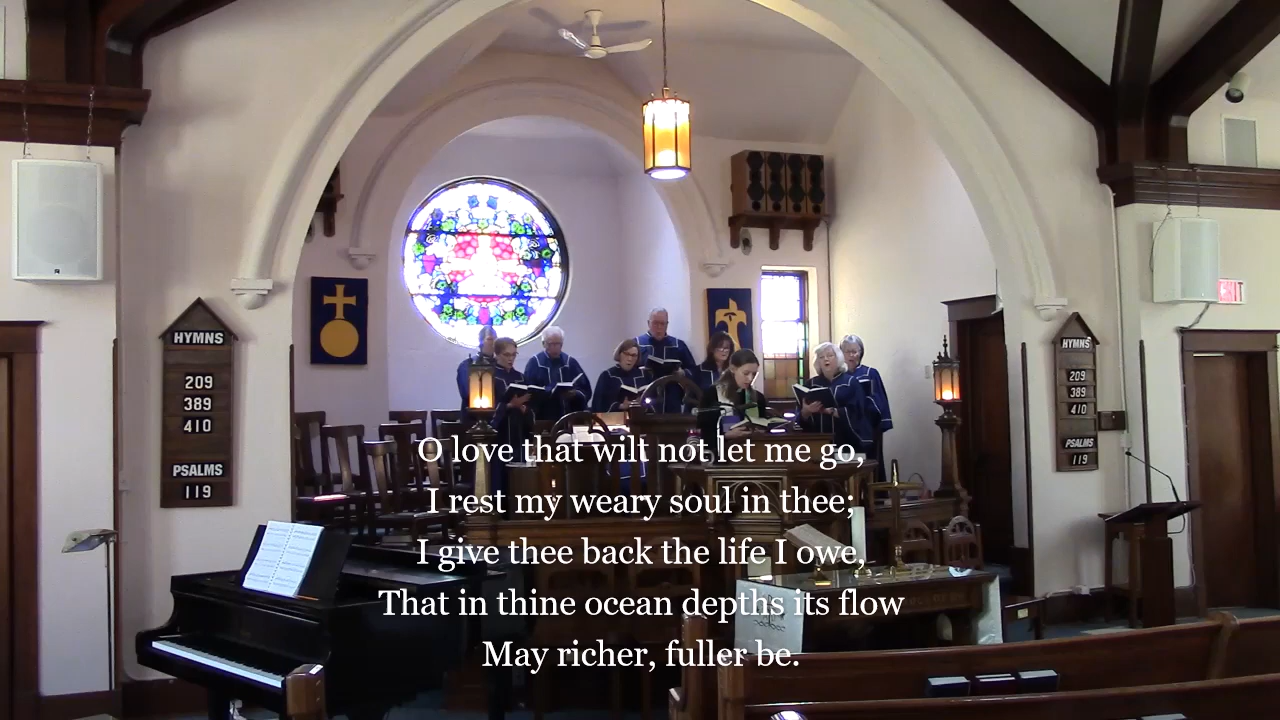 HYMNS
209
389
410
PSALMS
119
HYMNS
209
389
410
PSALMS
119
EXIT
O love that wilt not let me go,
I rest my weary soul in thee;
I give thee back the life I owe,
That in thine ocean depths its flow
May richer, fuller be.